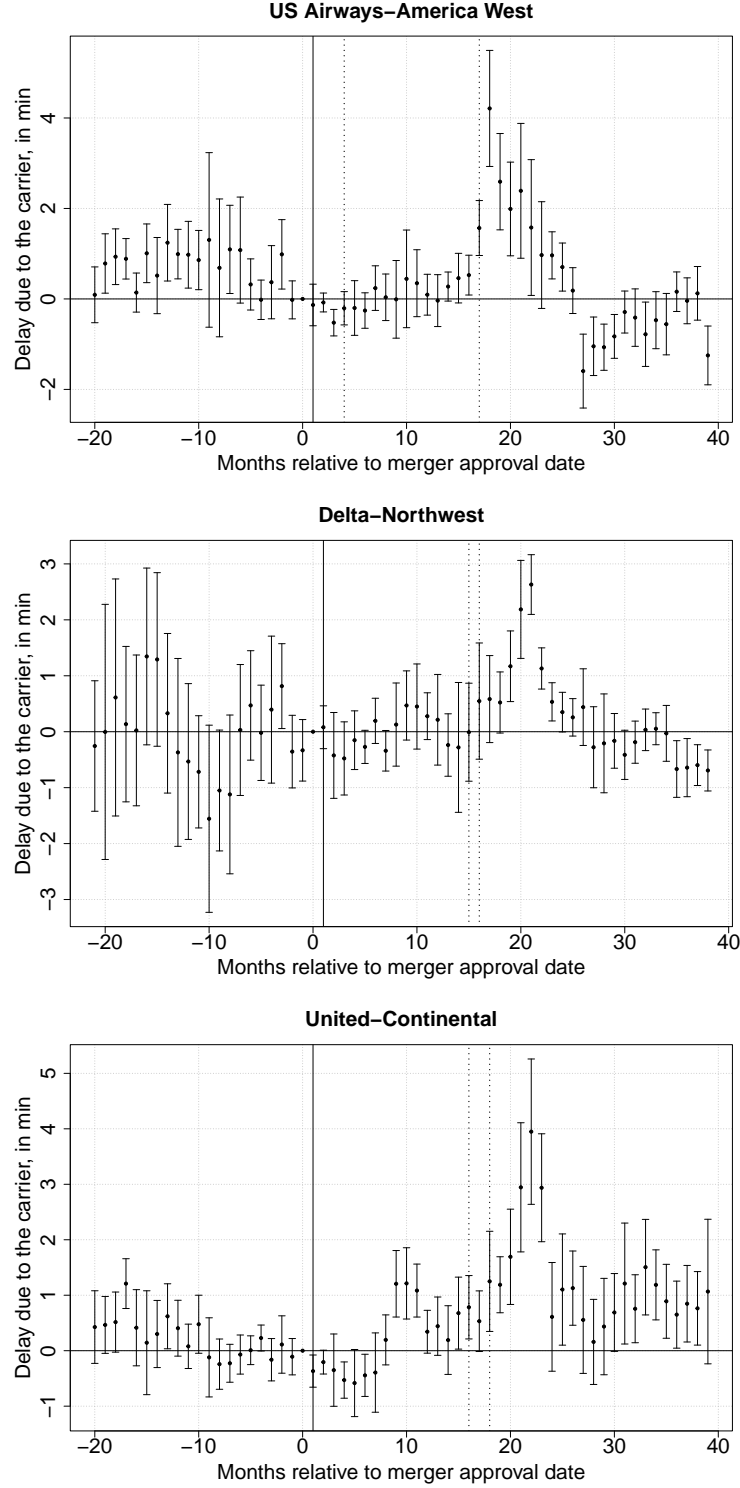 US Airways−America West
Delay due to the carrier, in min
4
2
0
−2
−20 −10 0 10 20 30 40
Months relative to merger approval date
Delta−Northwest
Delay due to the carrier, in min
3
2
1
0
−1
−2
−3
−20 −10 0 10 20 30 40
Months relative to merger approval date
United−Continental
Delay due to the carrier, in min
5
4
3
2
1
0
−1
−20 −10 0 10 20 30 40
Months relative to merger approval date